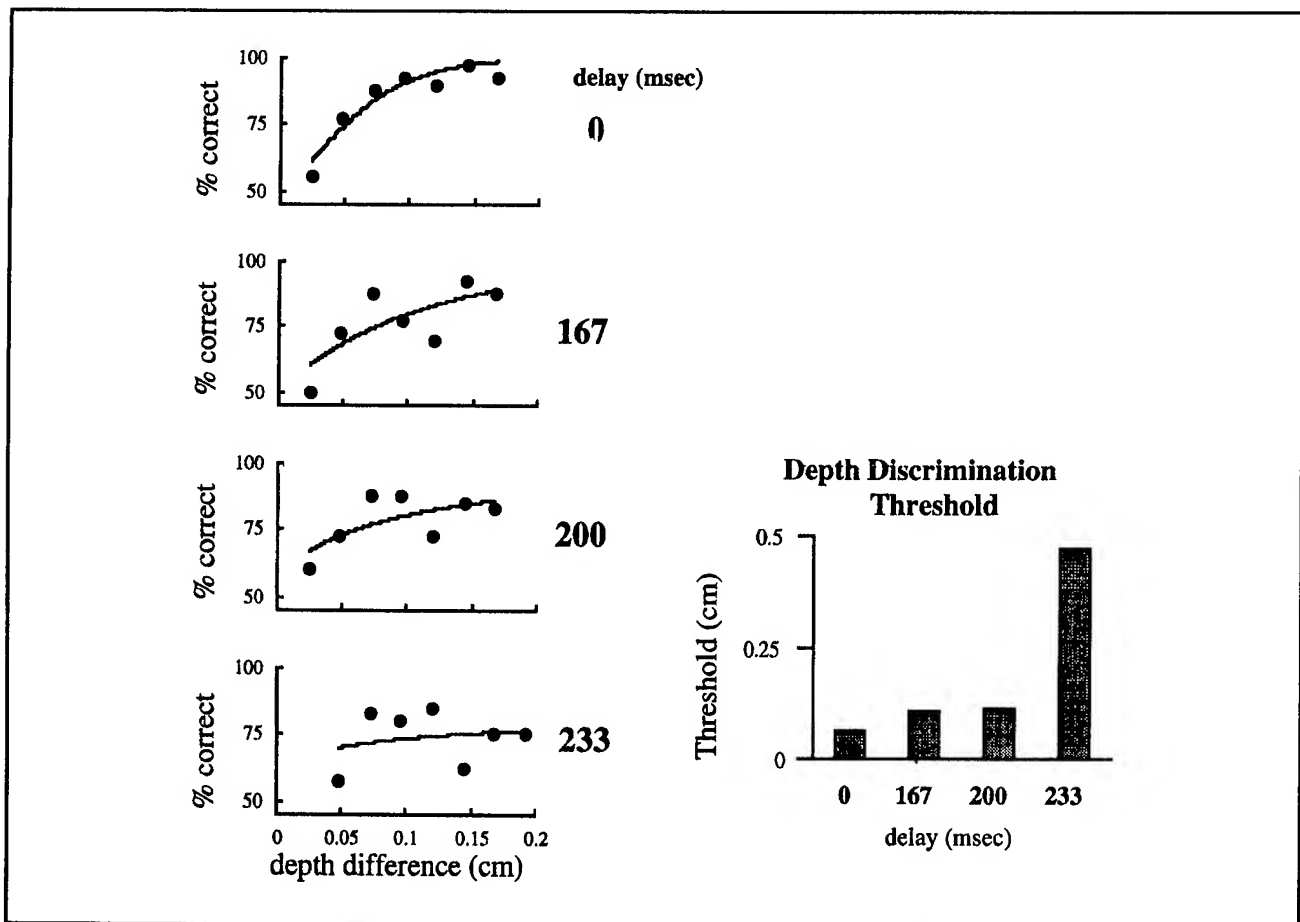 100
75
50
% correct
delay (msec)
0
100
75
50
% correct
167
100
75
50
% correct
200
100
75
50
% correct
233
0 0.05 0.1 0.15 0.2
depth difference (cm)
Depth Discrimination
Threshold
0.5
0.25
0
Threshold (cm)
0 167 200 233
delay (msec)